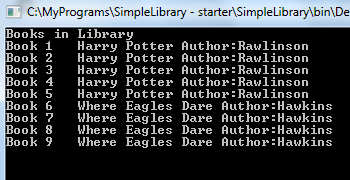 C:\MyPrograms\SimpleLibrary - starter\SimpleLibrary\bin\De
Books in Library
Book 1 Harry Potter Author:Rawlinson
Book 2 Harry Potter Author:Rawlinson
Book 3 Harry Potter Author:Rawlinson
Book 4 Harry Potter Author:Rawlinson
Book 5 Harry Potter Author:Rawlinson
Book 6 Where Eagles Dare Author:Hawkins
Book 7 Where Eagles Dare Author:Hawkins
Book 8 Where Eagles Dare Author:Hawkins
Book 9 Where Eagles Dare Author:Hawkins